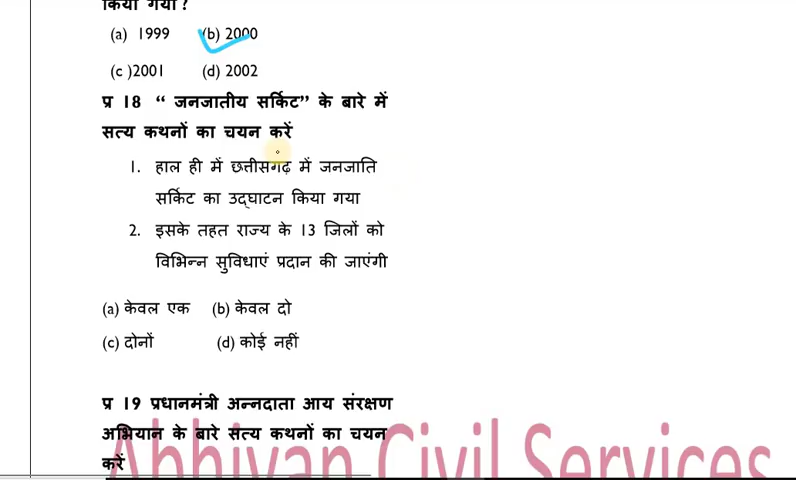 किया गया?
(a) 1999 (b) 2000
(c )2001 (d) 2002
प्र 18 “ जनजातीय सर्किट” के बारे में
सत्य कथनों का चयन करें
1. हाल ही में छत्तीसगढ़ में जनजाति
सर्किट का उद्घाटन किया गया
2. इसके तहत राज्य के 13 जिलों को
विभिन्न सुविधाएं प्रदान की जाएंगी
(a) केवल एक (b) केवल दो
(c) दोनों (d) कोई नहीं
प्र 19 प्रधानमंत्री अन्नदाता आय संरक्षण
अभियान के बारे सत्य कथनों का चयन
करें
Abhiyan Civil Services